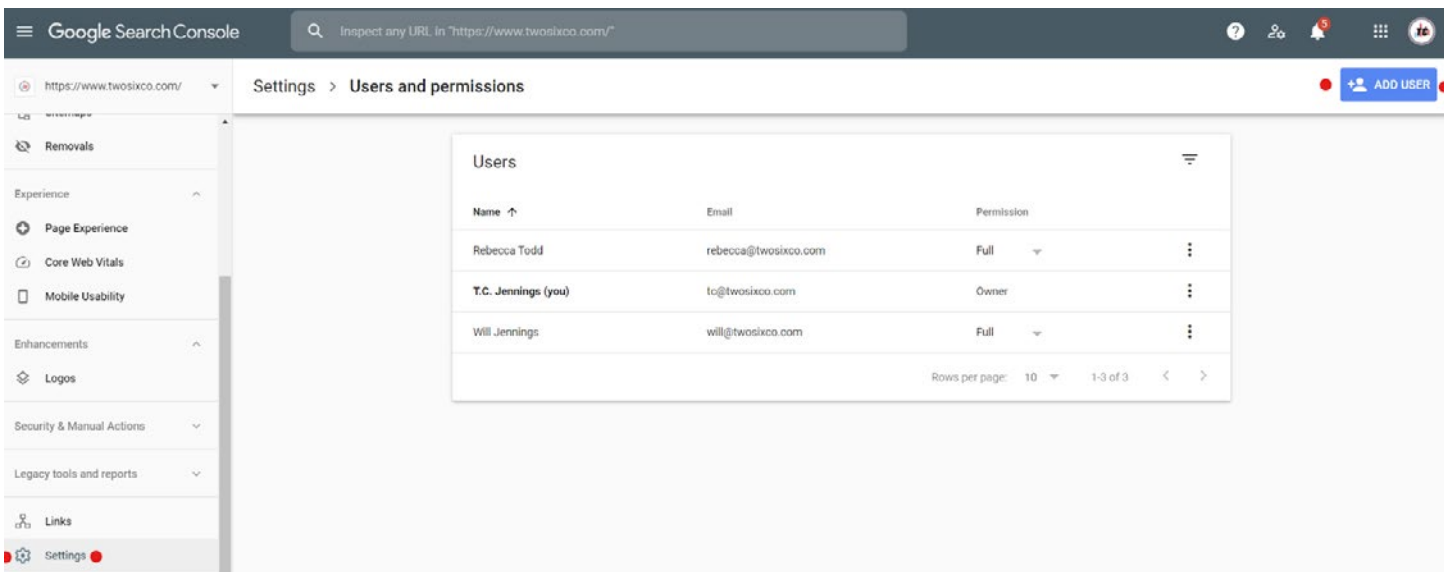 Google Search Console
Inspect any URL in "https://www.twosixco.com/"
5
https://www.twosixco.com/
Settings > Users and permissions
ADD USER
Sitemaps
Removals
Experience
Page Experience
Core Web Vitals
Mobile Usability
Enhancements
Logos
Security & Manual Actions
Legacy tools and reports
Links
Settings
Users
Name Email Permission
Rebecca Todd rebecca@twosixco.com Full
T.C. Jennings (you) tc@twosixco.com Owner
Will Jennings will@twosixco.com Full
Rows per page: 10 1-3 of 3